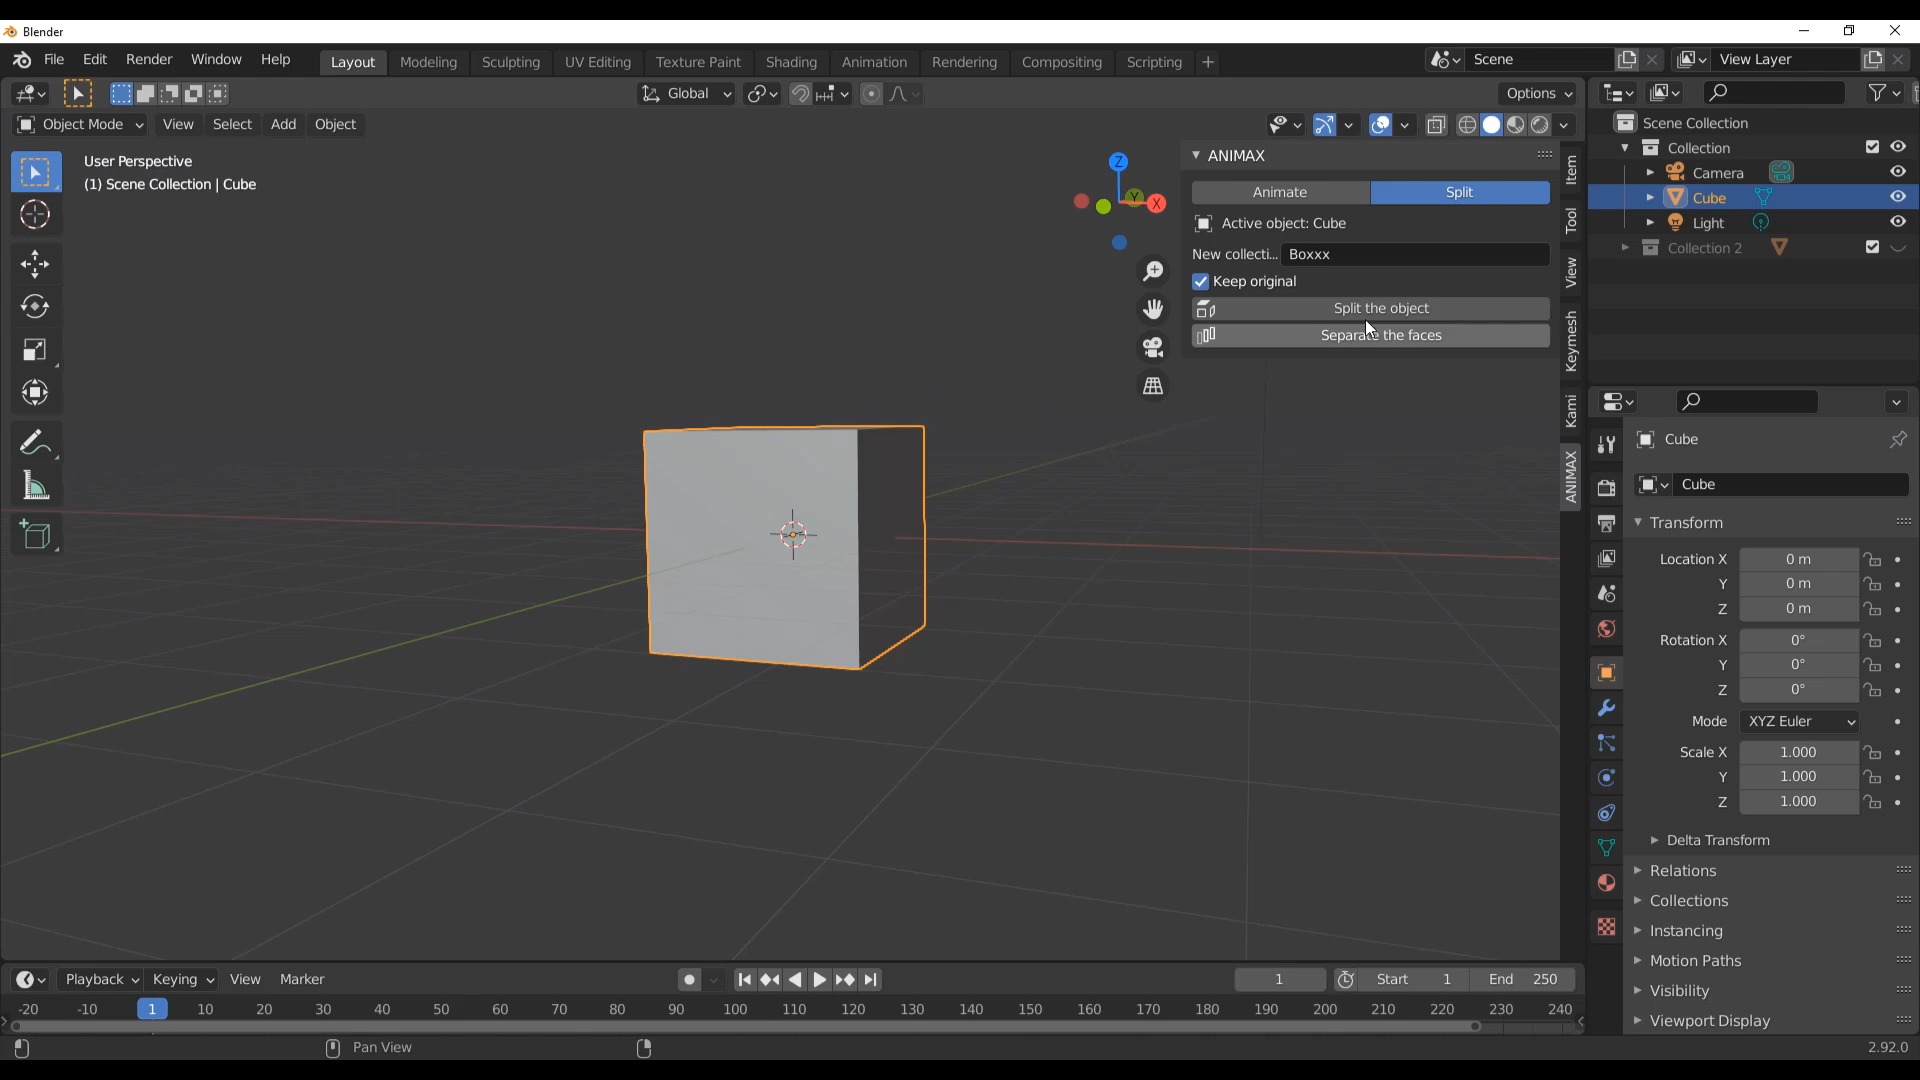 Blender
File Edit Render Window Help Layout Modeling Sculpting UV Editing Texture Paint Shading Animation Rendering Compositing Scripting + Scene View Layer
Global Options
Object Mode View Select Add Object
User Perspective
(1) Scene Collection | Cube
Z
Y
X
ANIMAX
Animate Split
Active object: Cube
New collecti... Boxxx
Keep original
Split the object
Separate the faces
Item
Tool
View
Keymesh
Kami
ANIMAX
Scene Collection
Collection
Camera
Cube
Light
Collection 2
Cube
Cube
Transform
Location X 0 m
Y 0 m
Z 0 m
Rotation X 0°
Y 0°
Z 0°
Mode XYZ Euler
Scale X 1.000
Y 1.000
Z 1.000
Delta Transform
Relations
Collections
Instancing
Motion Paths
Visibility
Viewport Display
Playback Keying View Marker 1 Start 1 End 250
-20 -10 1 10 20 30 40 50 60 70 80 90 100 110 120 130 140 150 160 170 180 190 200 210 220 230 240
Pan View
2.92.0